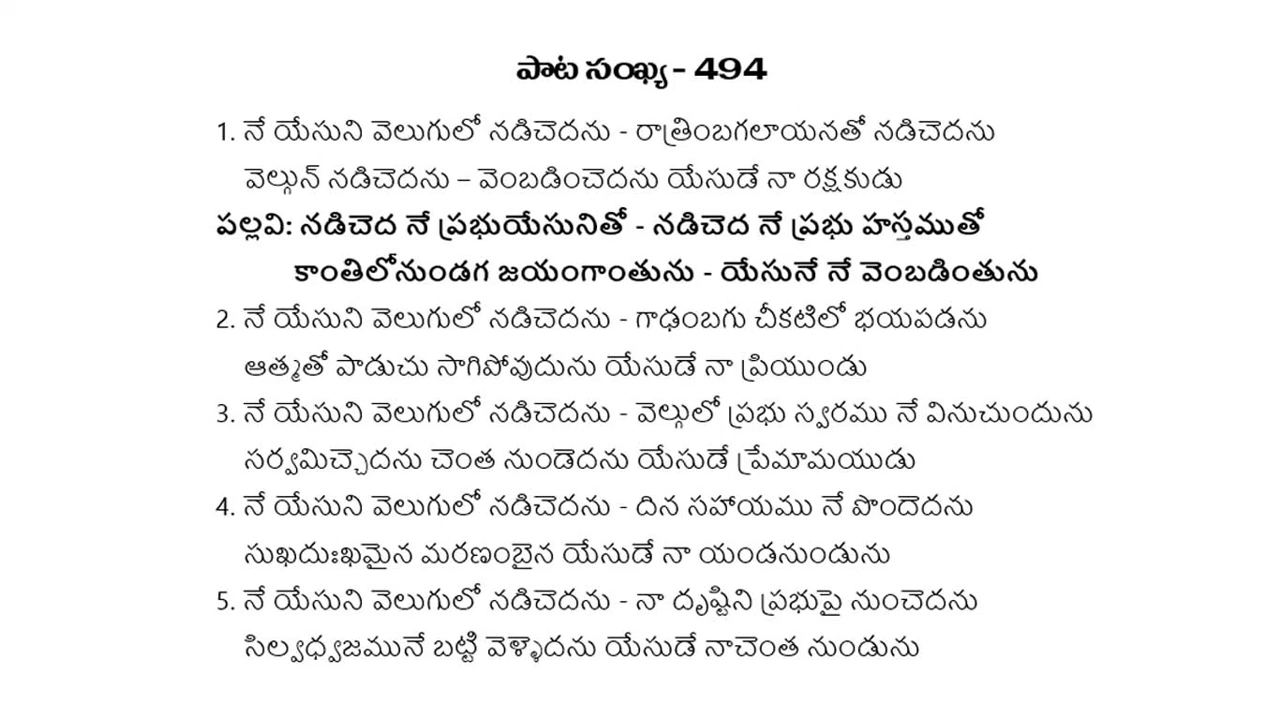 పాట సంఖ్య - 494
1. నే యేసుని వెలుగులో నడిచెదను - రాత్రింబగలాయనతో నడిచెదను
వెల్గున్ నడిచెదను – వెంబడించెదను యేసుడే నా రక్షకుడు
పల్లవి: నడిచెద నే ప్రభుయేసునితో - నడిచెద నే ప్రభు హస్తముతో
కాంతిలోనుండగ జయంగాంతును - యేసునే నే వెంబడింతును
2. నే యేసుని వెలుగులో నడిచెదను - గాఢంబగు చీకటిలో భయపడను
ఆత్మతో పాడుచు సాగిపోవుదును యేసుడే నా ప్రియుండు
3. నే యేసుని వెలుగులో నడిచెదను - వెల్గులో ప్రభు స్వరము నే వినుచుందును
సర్వమిచ్చెదను చెంత నుండెదను యేసుడే ప్రేమామయుడు
4. నే యేసుని వెలుగులో నడిచెదను - దిన సహాయము నే పొందెదను
సుఖదుఃఖమైన మరణంబైన యేసుడే నా యండనుండును
5. నే యేసుని వెలుగులో నడిచెదను - నా దృష్టిని ప్రభుపై నుంచెదను
సిల్వధ్వజమునే బట్టి వెళ్ళెదను యేసుడే నాచెంత నుండును